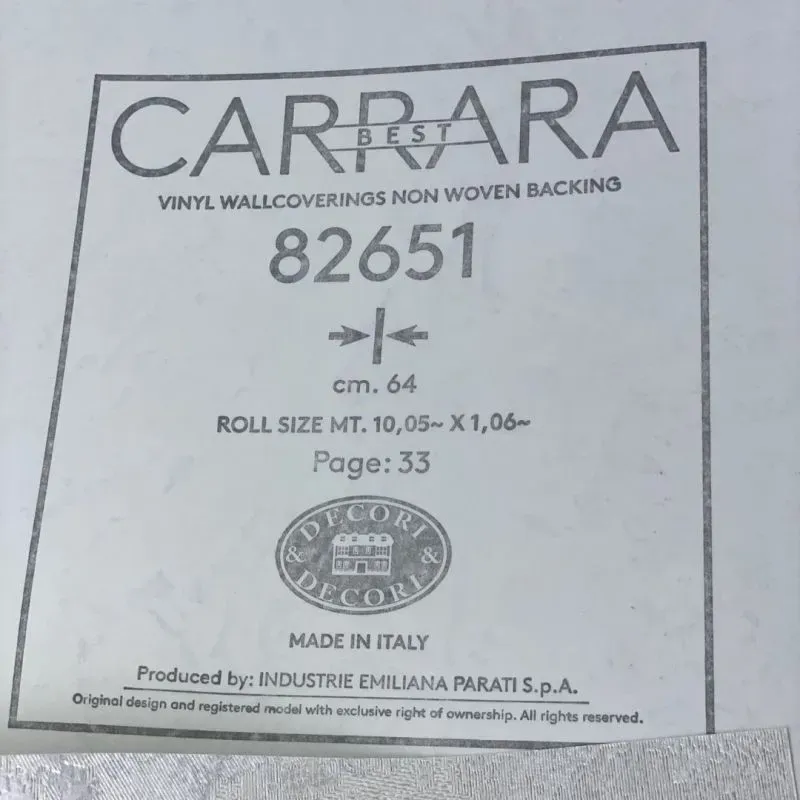 CARRARA
BEST
VINYL WALLCOVERINGS NON WOVEN BACKING
82651
cm. 64
ROLL SIZE MT. 10,05~ X 1,06~
Page: 33
DECORI
& &
DECORI
MADE IN ITALY
Produced by: INDUSTRIE EMILIANA PARATI S.p.A.
Original design and registered model with exclusive right of ownership. All rights reserved.